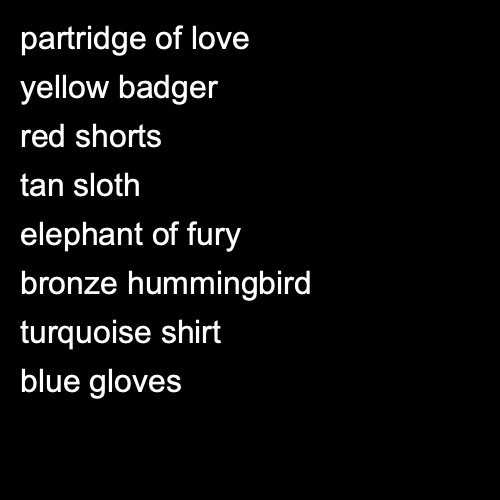 partridge of love
yellow badger
red shorts
tan sloth
elephant of fury
bronze hummingbird
turquoise shirt
blue gloves